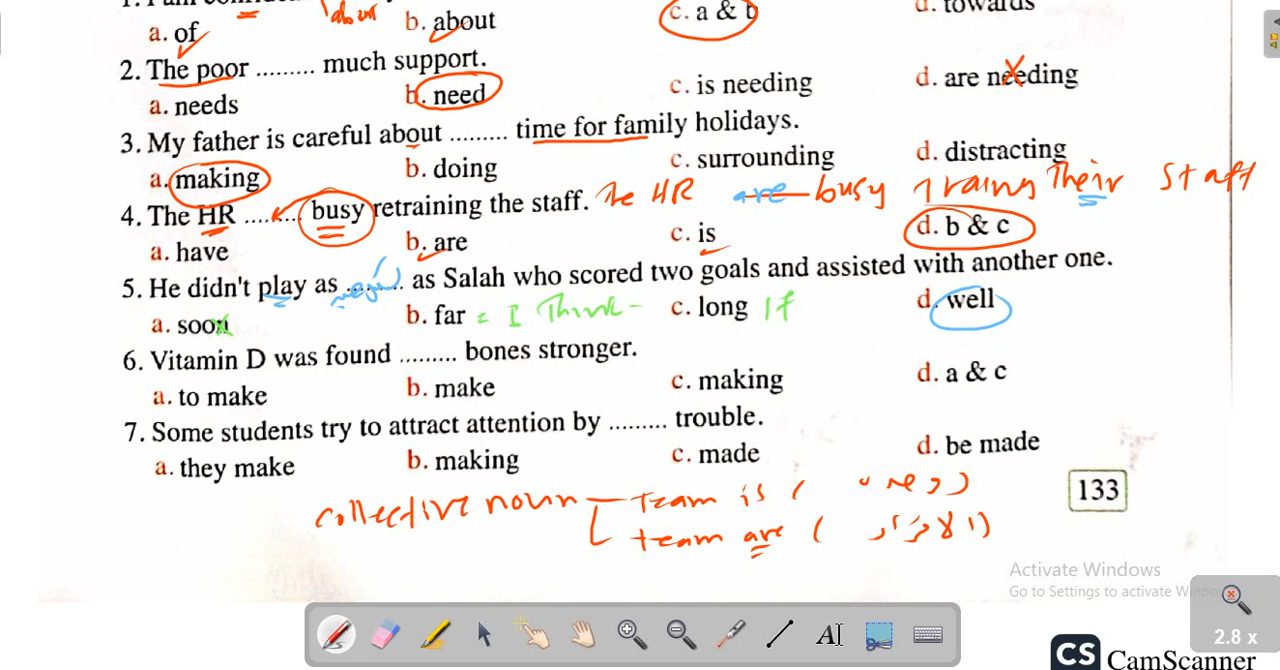 about
a. of
b. about
c. a & b
d. towards
2. The poor ......... much support.
a. needs
b. need
c. is needing
d. are needing
3. My father is careful about ......... time for family holidays.
a. making
b. doing
c. surrounding
d. distracting
4. The HR ......... busy retraining the staff. The HR are busy Training Their Staff
a. have
b. are
c. is
d. b & c
5. He didn't play as ......... as Salah who scored two goals and assisted with another one.
a. soon
b. far = I Think -
c. long If
d. well
6. Vitamin D was found ......... bones stronger.
a. to make
b. make
c. making
d. a & c
7. Some students try to attract attention by ......... trouble.
a. they make
b. making
c. made
d. be made
133
collective noun
team is (
team are (
Activate Windows
Go to Settings to activate
2.8 x
CS CamScanner